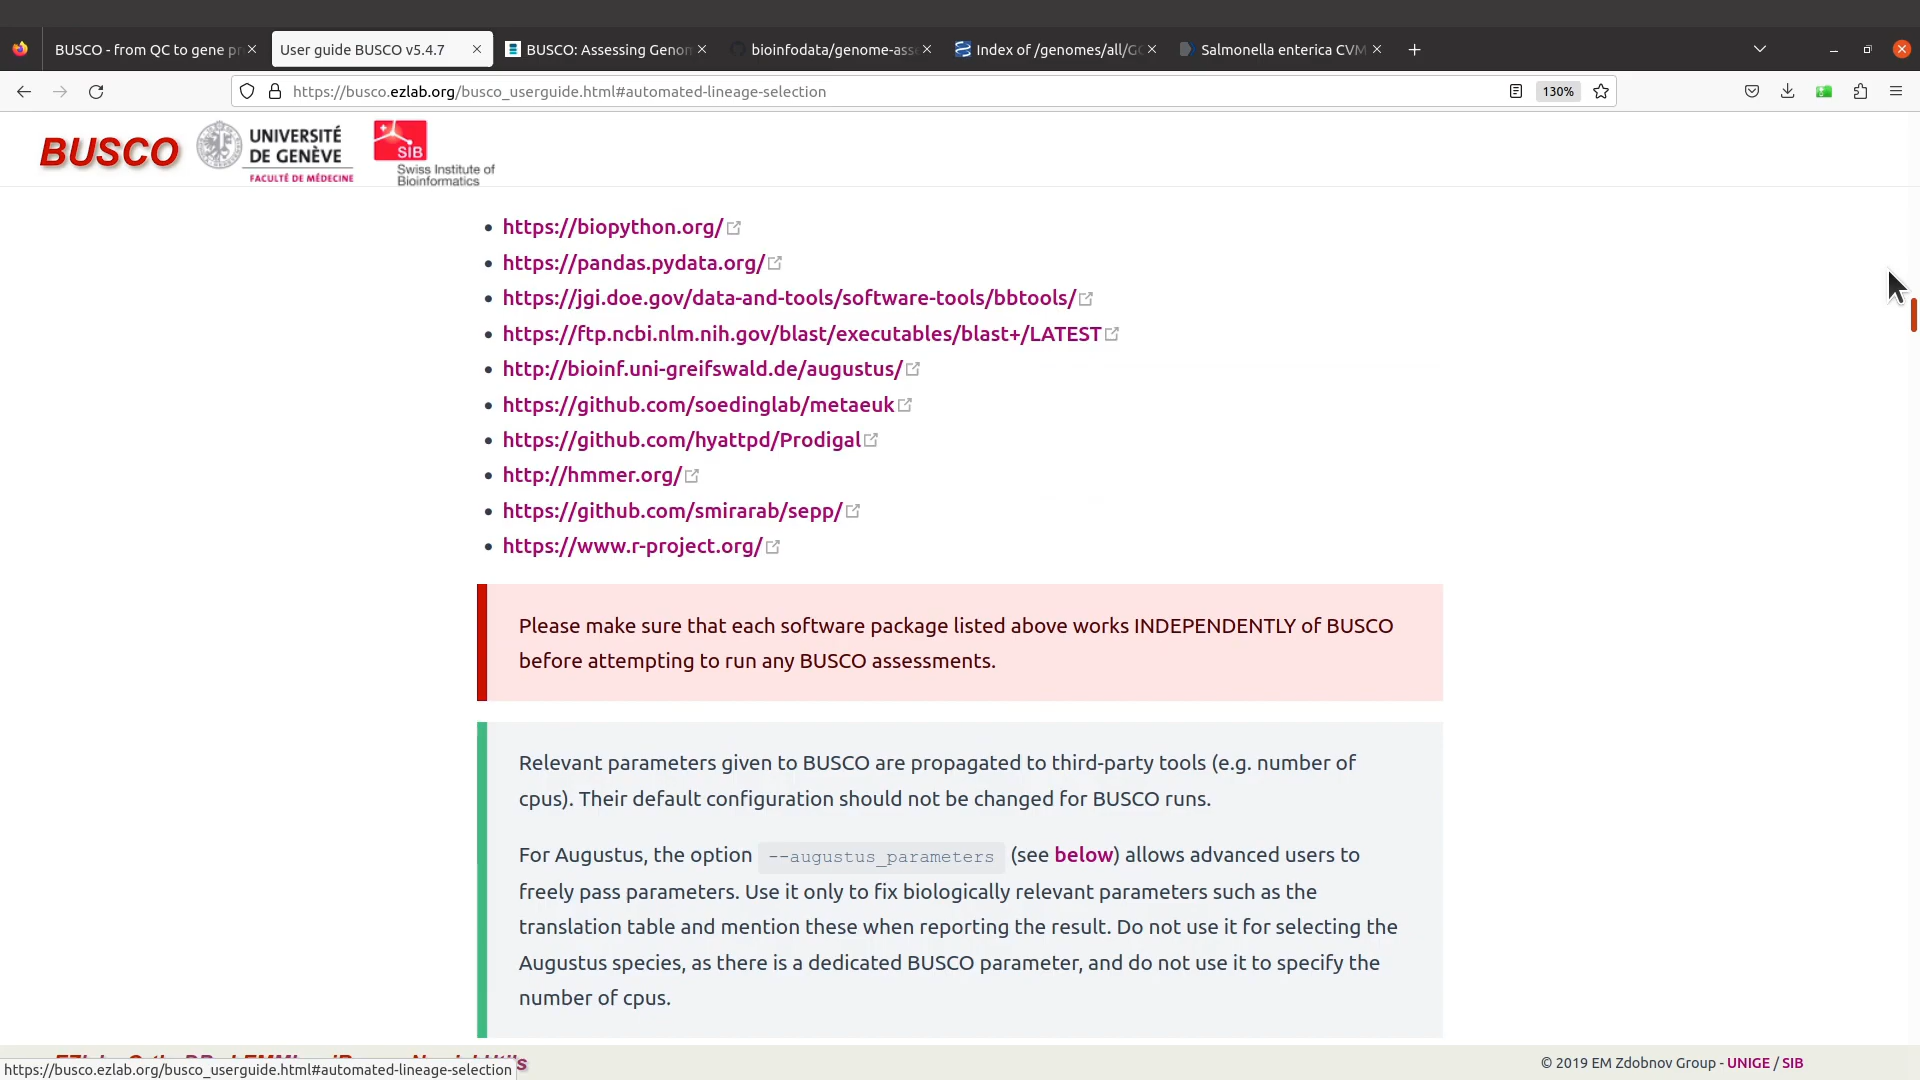 BUSCO - from QC to gene pr
User guide BUSCO v5.4.7
BUSCO: Assessing Genom
bioinfodata/genome-asse
Index of /genomes/all/GC
Salmonella enterica CVM
https://busco.ezlab.org/busco_userguide.html#automated-lineage-selection
130%
BUSCO
UNIVERSITÉ
DE GENÈVE
FACULTÉ DE MÉDECINE
SIB
Swiss Institute of
Bioinformatics
https://biopython.org/
https://pandas.pydata.org/
https://jgi.doe.gov/data-and-tools/software-tools/bbtools/
https://ftp.ncbi.nlm.nih.gov/blast/executables/blast+/LATEST
http://bioinf.uni-greifswald.de/augustus/
https://github.com/soedinglab/metaeuk
https://github.com/hyattpd/Prodigal
http://hmmer.org/
https://github.com/smirarab/sepp/
https://www.r-project.org/
Please make sure that each software package listed above works INDEPENDENTLY of BUSCO
before attempting to run any BUSCO assessments.
Relevant parameters given to BUSCO are propagated to third-party tools (e.g. number of
cpus). Their default configuration should not be changed for BUSCO runs.
For Augustus, the option --augustus_parameters (see below) allows advanced users to
freely pass parameters. Use it only to fix biologically relevant parameters such as the
translation table and mention these when reporting the result. Do not use it for selecting the
Augustus species, as there is a dedicated BUSCO parameter, and do not use it to specify the
number of cpus.
© 2019 EM Zdobnov Group - UNIGE / SIB
https://busco.ezlab.org/busco_userguide.html#automated-lineage-selection